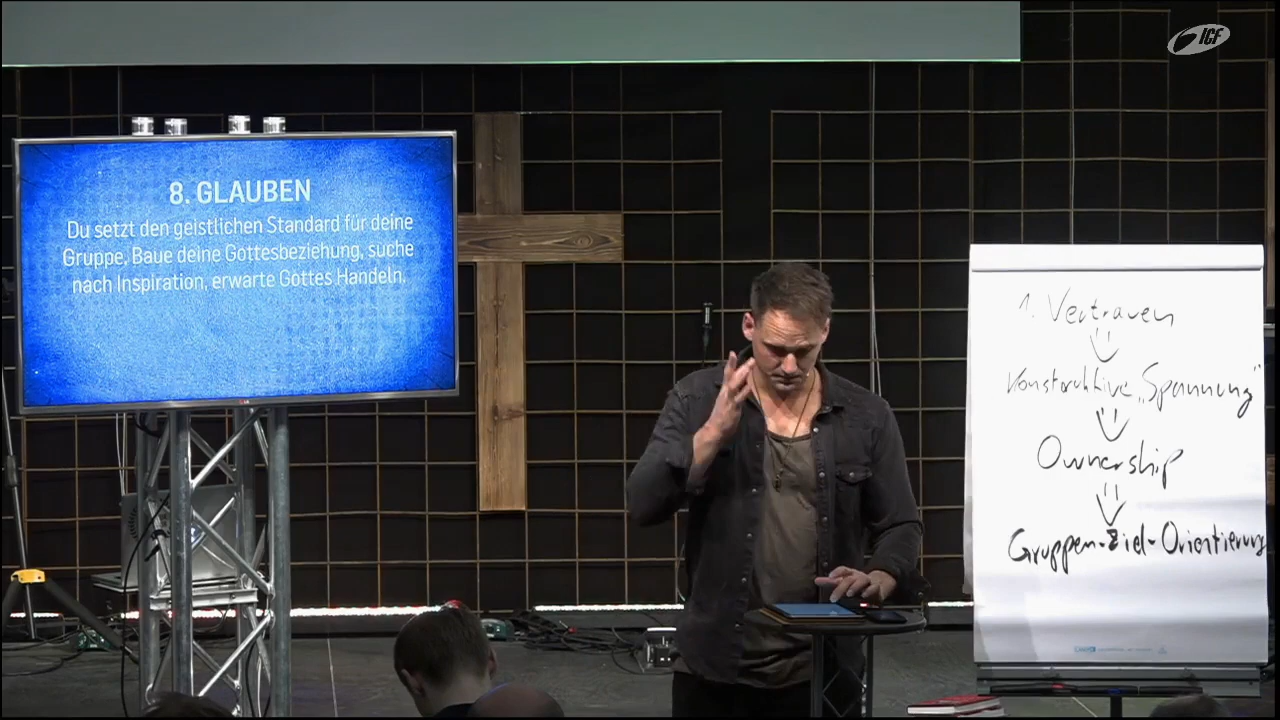 ICF
8. GLAUBEN
Du setzt den geistlichen Standard für deine
Gruppe. Baue deine Gottesbeziehung, suche
nach Inspiration, erwarte Gottes Handeln.
1. Vertrauen
Konstruktive „Spannung“
Ownership
Gruppen-Ziel-Orientierung